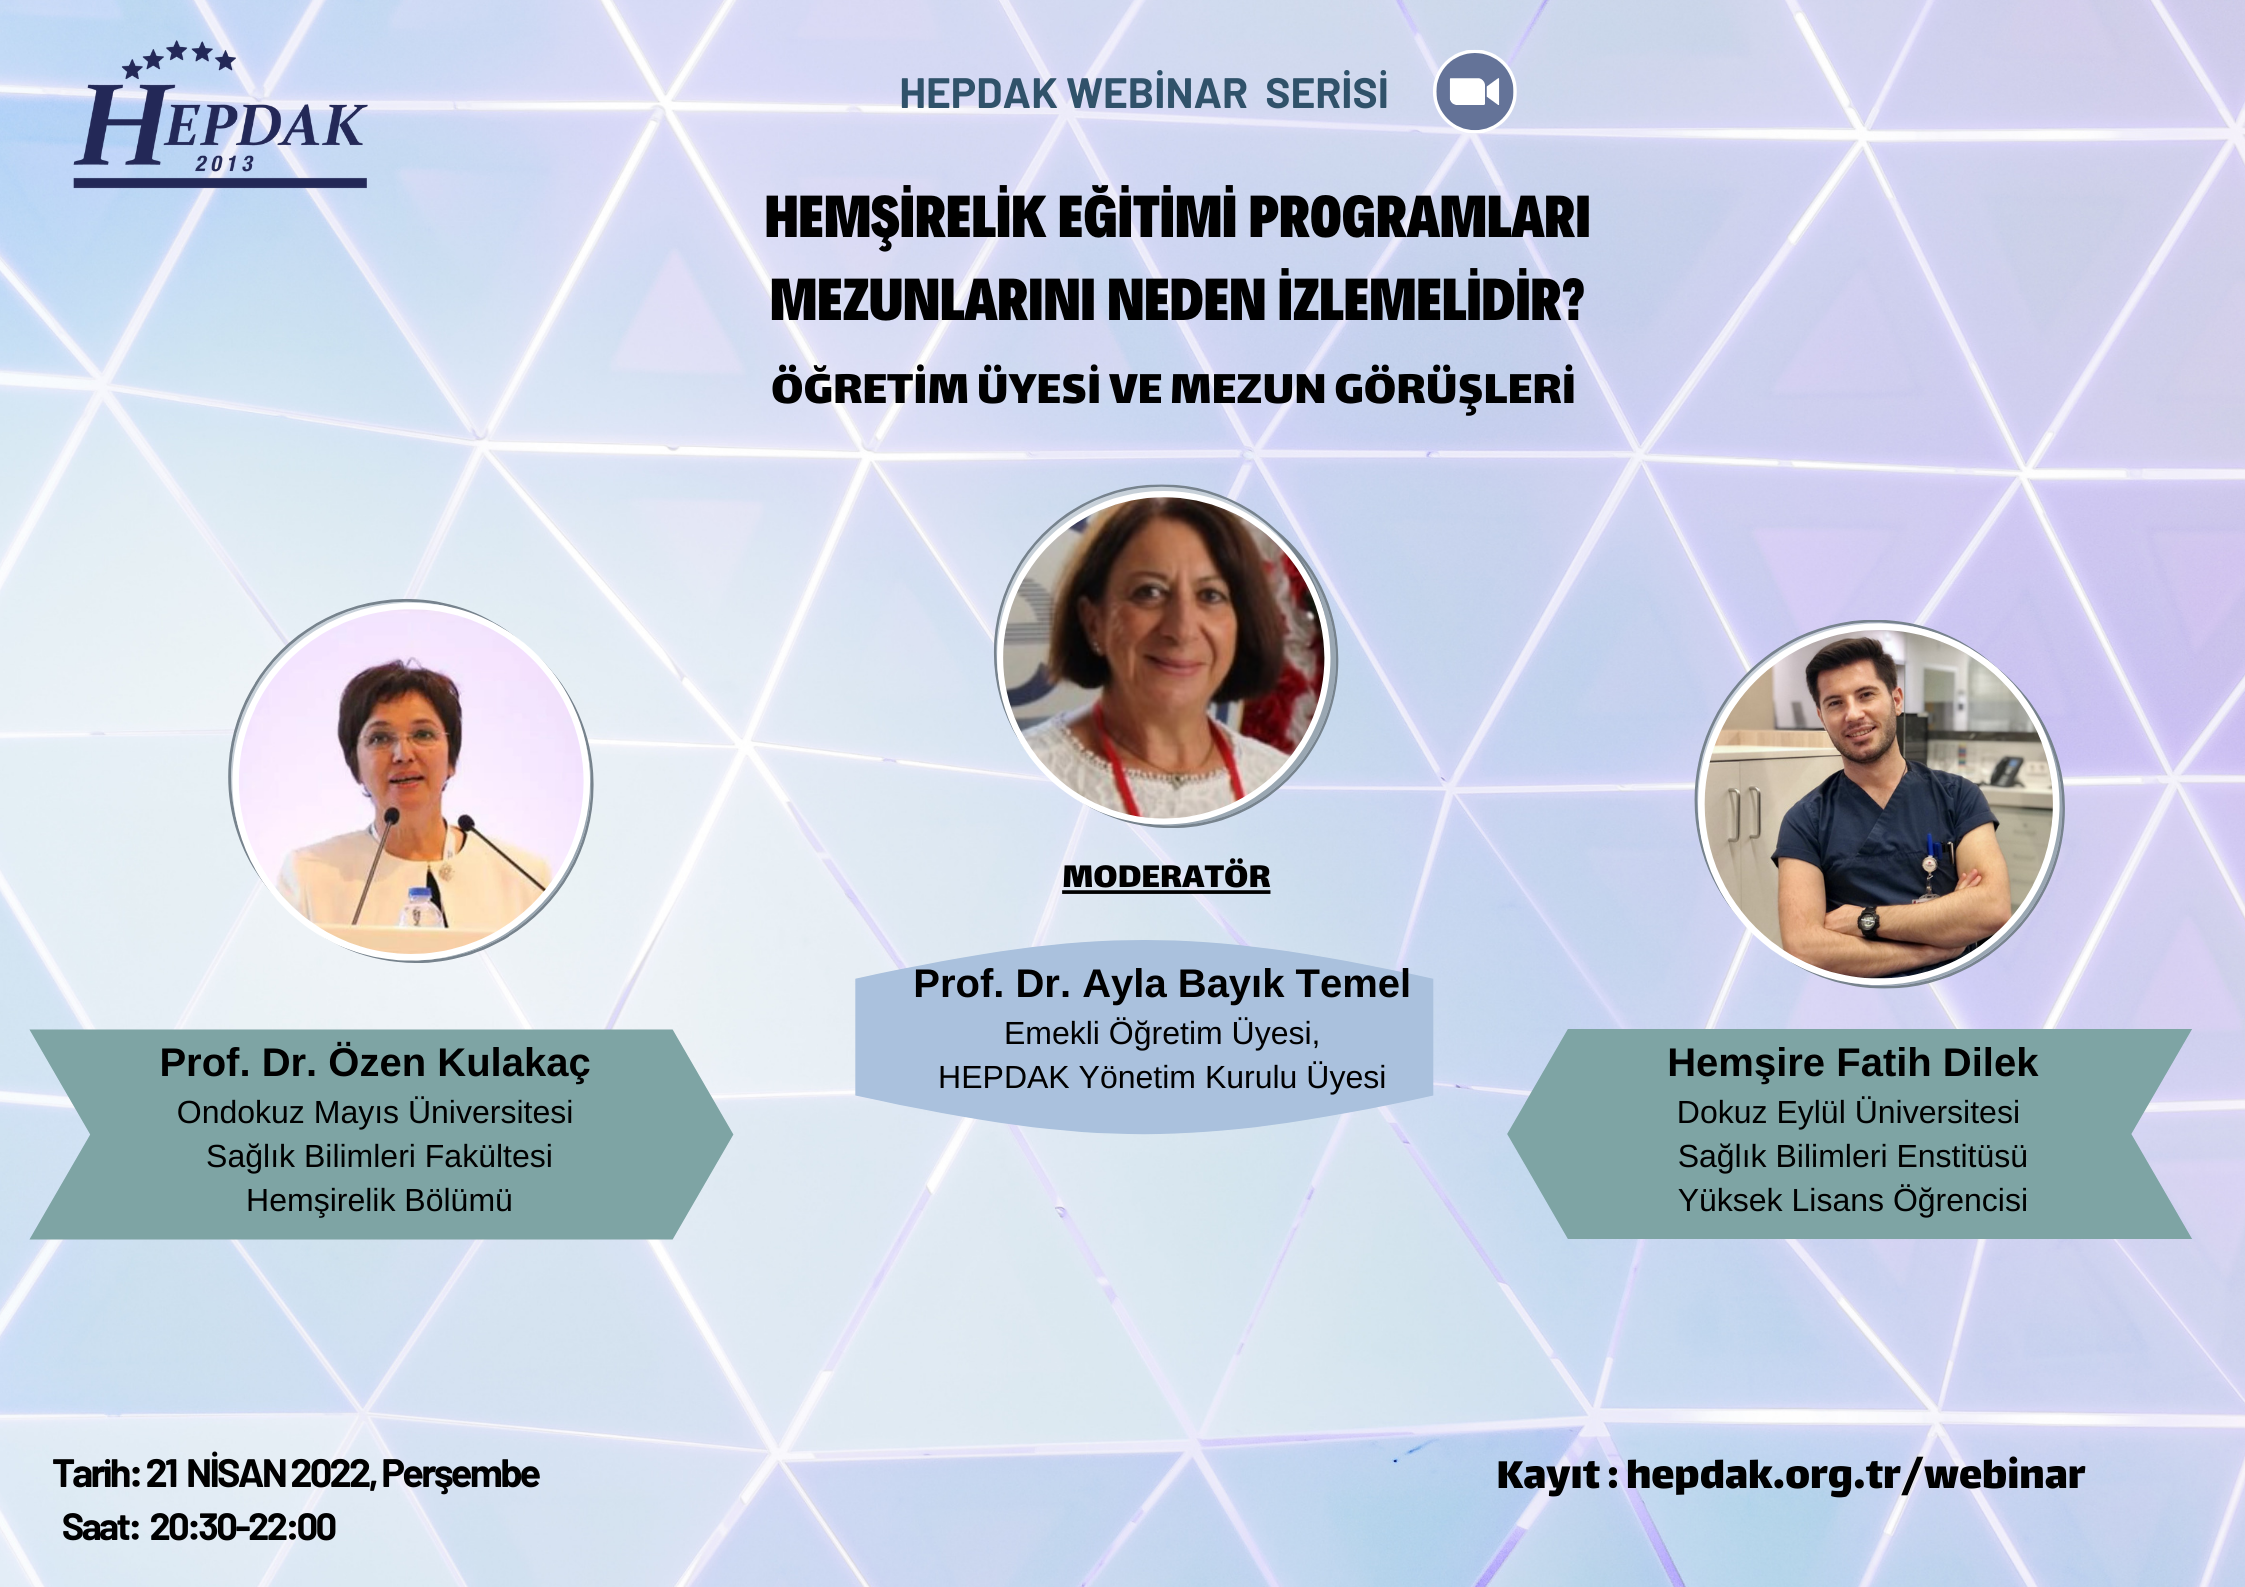 HEPDAK
2013
HEPDAK WEBİNAR SERİSİ
HEMŞİRELİK EĞİTİMİ PROGRAMLARI
MEZUNLARINI NEDEN İZLEMELİDİR?
ÖĞRETİM ÜYESİ VE MEZUN GÖRÜŞLERİ
MODERATÖR
Prof. Dr. Ayla Bayık Temel
Emekli Öğretim Üyesi,
HEPDAK Yönetim Kurulu Üyesi
Prof. Dr. Özen Kulakaç
Ondokuz Mayıs Üniversitesi
Sağlık Bilimleri Fakültesi
Hemşirelik Bölümü
Hemşire Fatih Dilek
Dokuz Eylül Üniversitesi
Sağlık Bilimleri Enstitüsü
Yüksek Lisans Öğrencisi
Tarih: 21 NİSAN 2022, Perşembe
Saat: 20:30-22:00
Kayıt : hepdak.org.tr/webinar